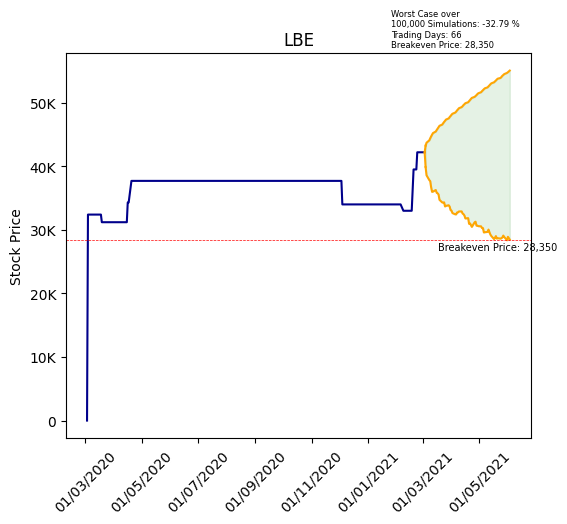 Worst Case over
100,000 Simulations: -32.79 %
Trading Days: 66
Breakeven Price: 28,350
LBE
Stock Price
50K
40K
30K
20K
10K
0
Breakeven Price: 28,350
01/03/2020
01/05/2020
01/07/2020
01/09/2020
01/11/2020
01/01/2021
01/03/2021
01/05/2021